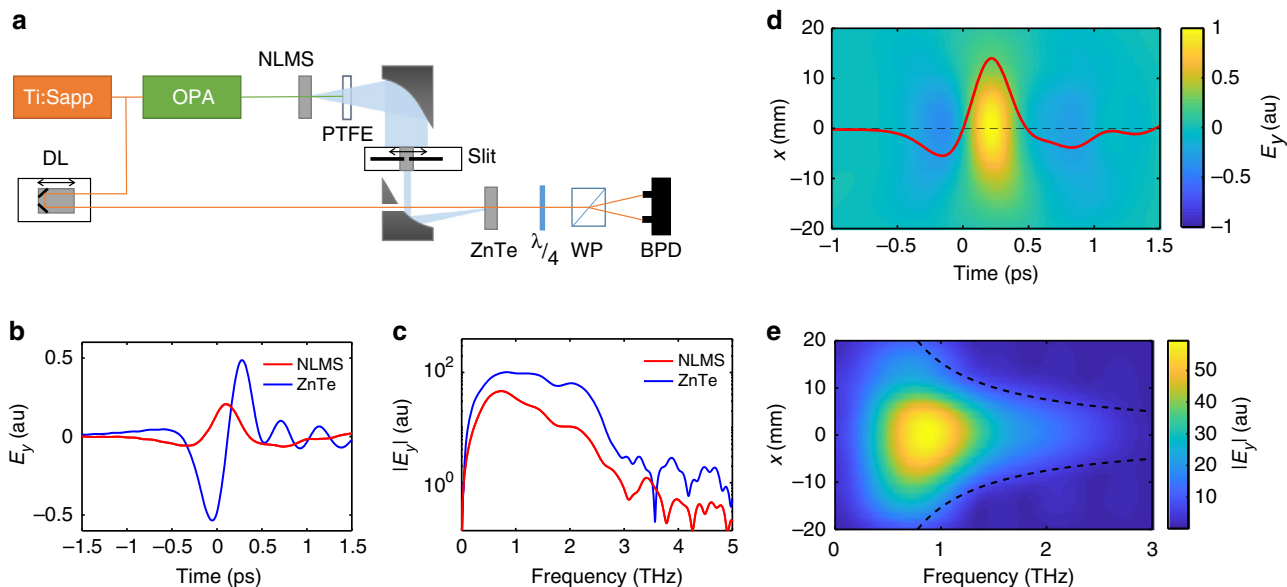 a
Ti:Sapp
OPA
NLMS
PTFE
DL
Slit
ZnTe
λ/4
WP
BPD
b
0.5
0
−0.5
Ey (au)
NLMS
ZnTe
−1.5 −1 −0.5 0 0.5 1 1.5
Time (ps)
c
10²
10⁰
|Ey| (au)
NLMS
ZnTe
0 1 2 3 4 5
Frequency (THz)
d
20
10
0
−10
−20
x (mm)
−1 −0.5 0 0.5 1 1.5
Time (ps)
1
0.5
0
−0.5
−1
Ey (au)
e
20
10
0
−10
−20
x (mm)
0 1 2 3
Frequency (THz)
50
40
30
20
10
|Ey| (au)